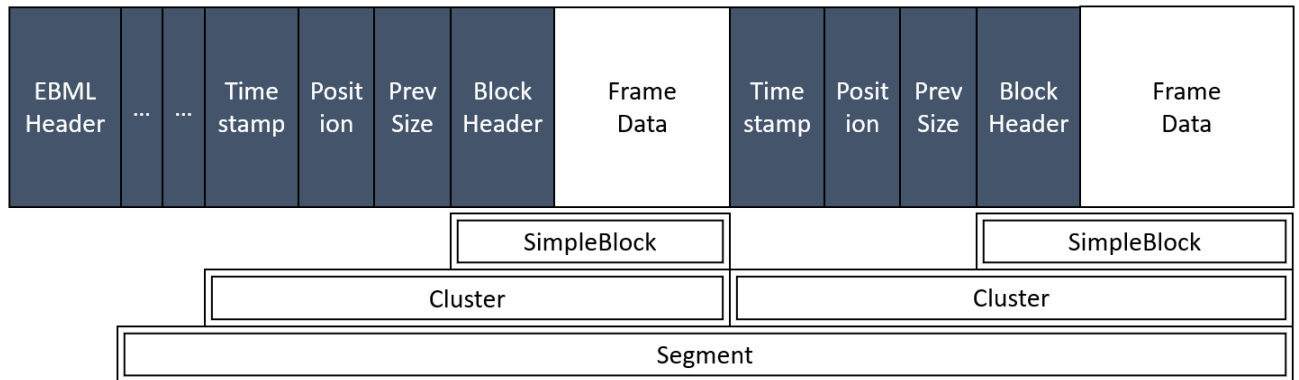 EBML
Header
...
...
Time
stamp
Posit
ion
Prev
Size
Block
Header
Frame
Data
Time
stamp
Posit
ion
Prev
Size
Block
Header
Frame
Data
SimpleBlock
SimpleBlock
Cluster
Cluster
Segment